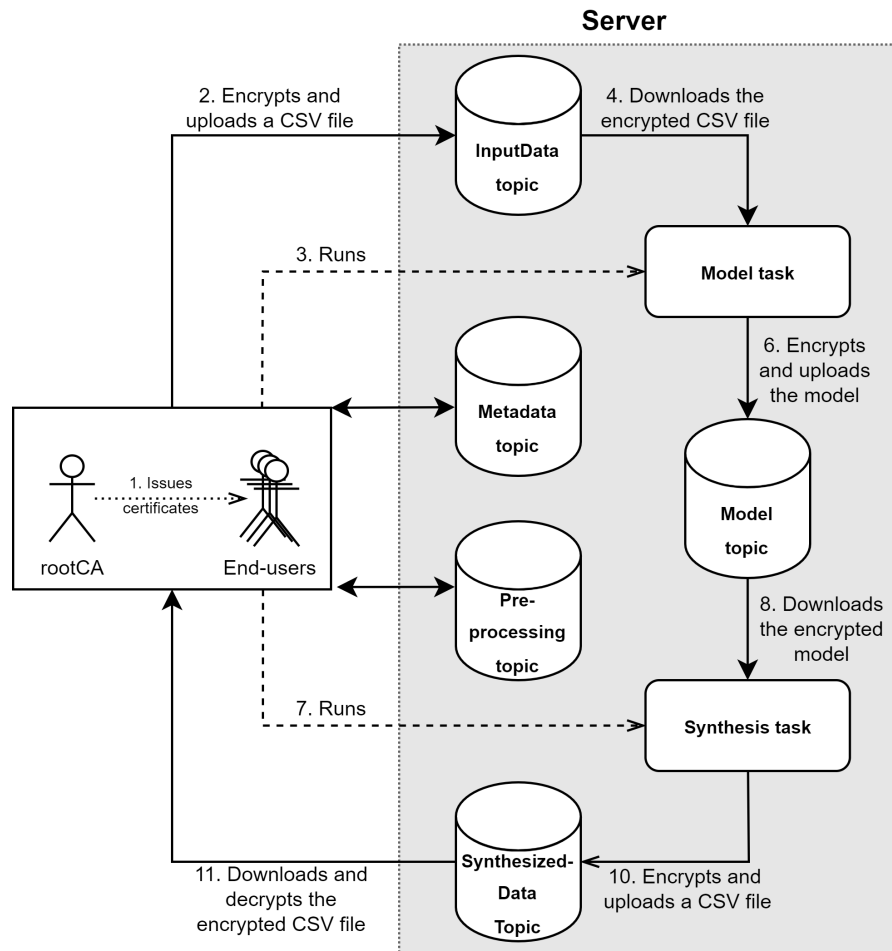 Server
2. Encrypts and
uploads a CSV file
4. Downloads the
encrypted CSV file
InputData
topic
3. Runs
Model task
6. Encrypts
and uploads
the model
Metadata
topic
1. Issues
certificates
rootCA
End-users
Model
topic
Pre-
processing
topic
8. Downloads
the encrypted
model
7. Runs
Synthesis task
Synthesized-
Data
Topic
11. Downloads and
decrypts the
encrypted CSV file
10. Encrypts and
uploads a CSV file